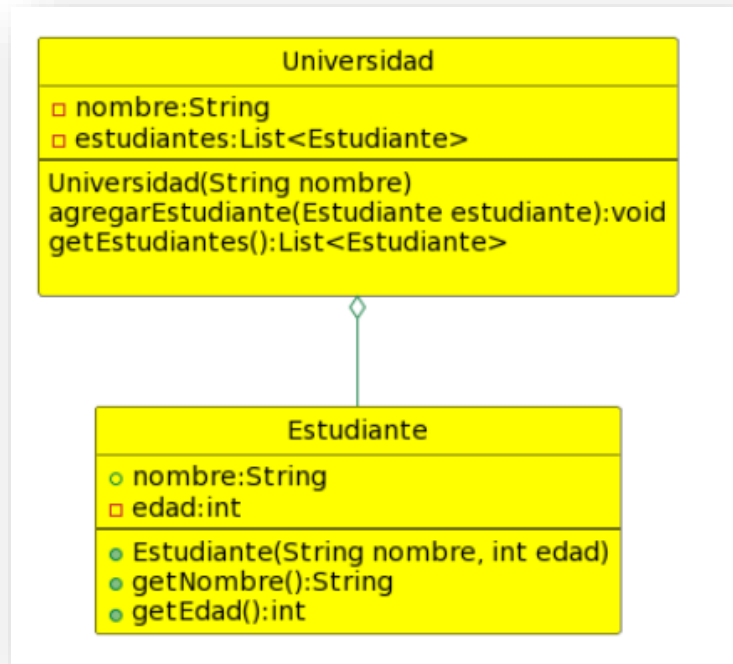 Universidad
nombre:String
estudiantes:List<Estudiante>
Universidad(String nombre)
agregarEstudiante(Estudiante estudiante):void
getEstudiantes():List<Estudiante>
Estudiante
nombre:String
edad:int
Estudiante(String nombre, int edad)
getNombre():String
getEdad():int